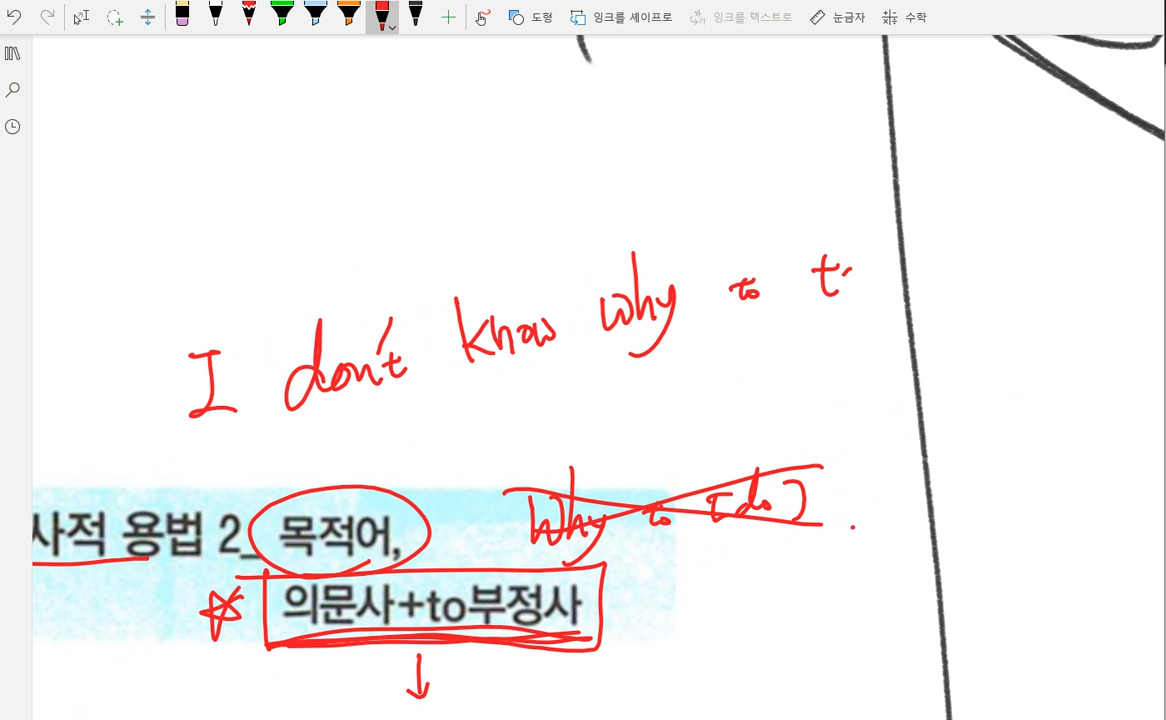 도형 잉크를 셰이프로 잉크를 텍스트로 눈금자 수학
I don't know why to t
사적 용법 2_ 목적어, Why to [do] .
의문사+to부정사